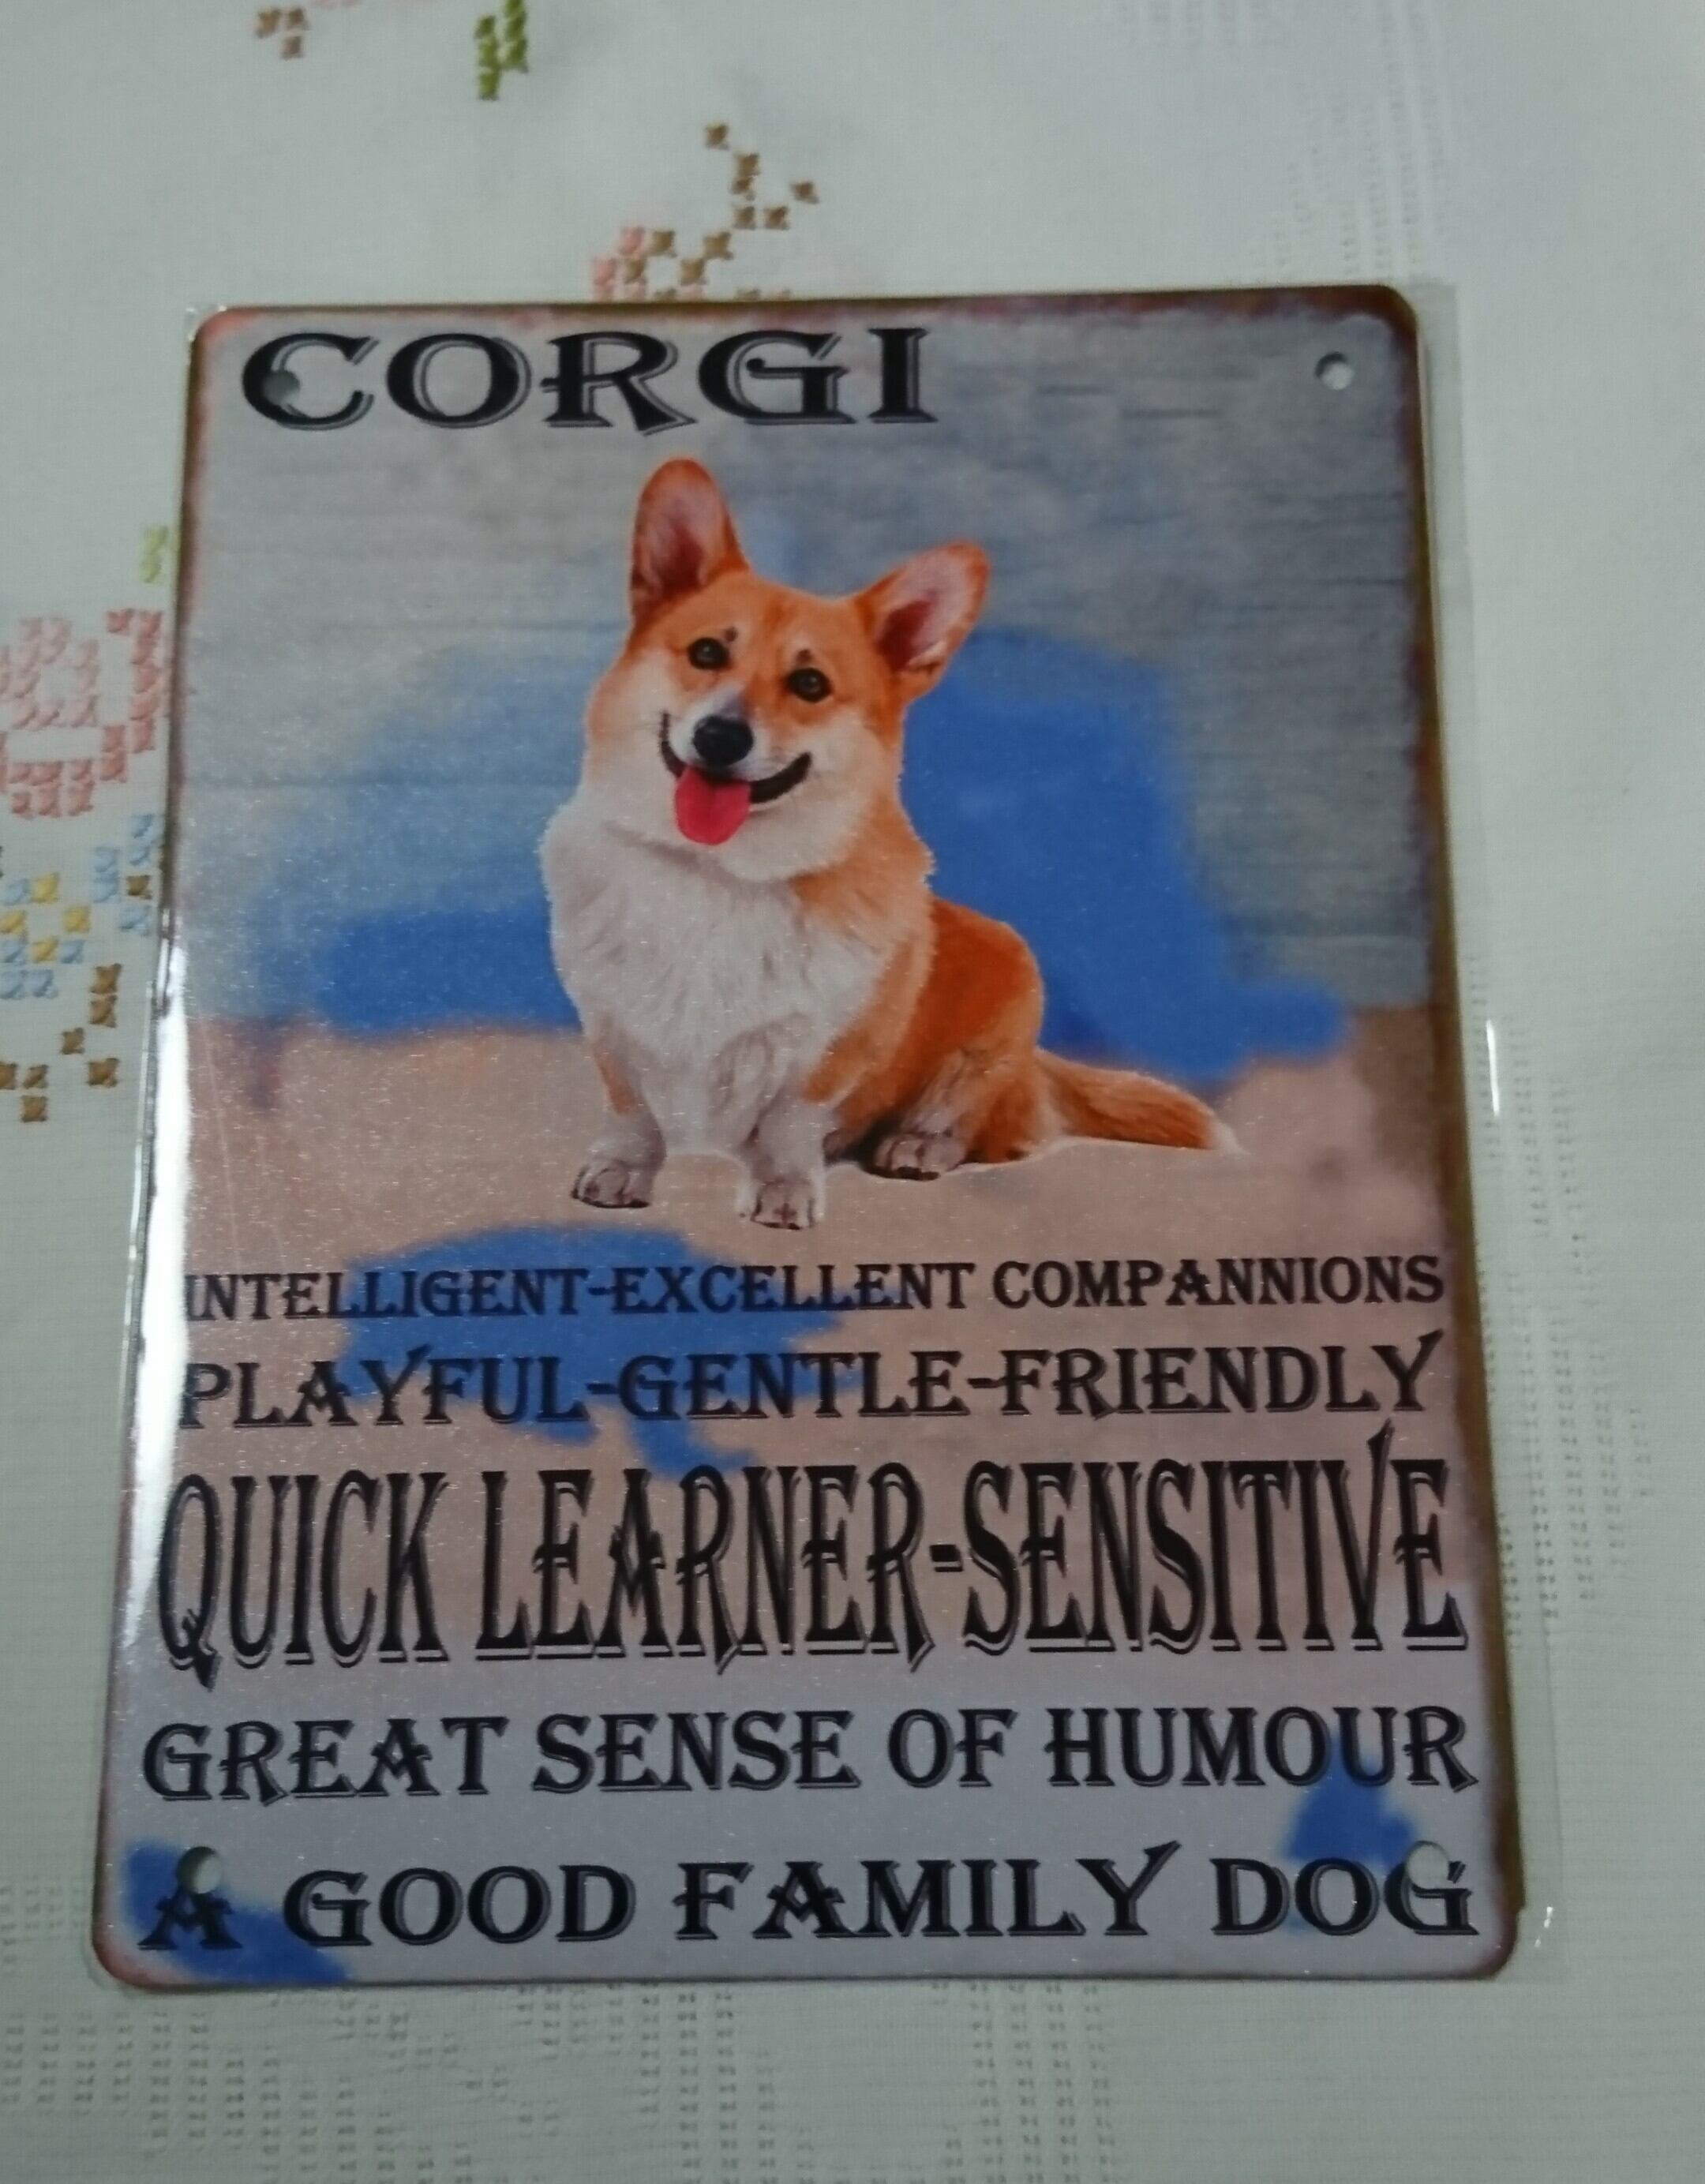 CORGI
INTELLIGENT-EXCELLENT COMPANNIONS
PLAYFUL-GENTLE-FRIENDLY
QUICK LEARNER-SENSITIVE
GREAT SENSE OF HUMOUR
A GOOD FAMILY DOG